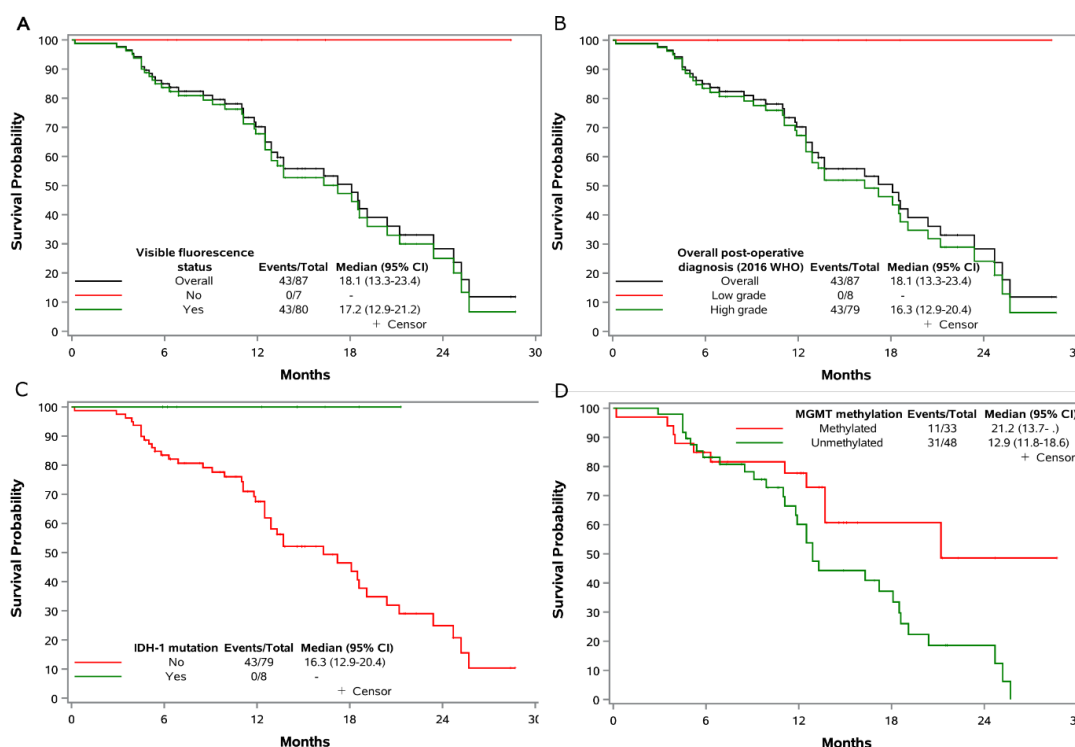 A
Survival Probability
100
90
80
70
60
50
40
30
20
10
0
Visible fluorescence
status Events/Total Median (95% CI)
Overall 43/87 18.1 (13.3-23.4)
No 0/7 -
Yes 43/80 17.2 (12.9-21.2)
+ Censor
0 6 12 18 24 30
Months
B
Survival Probability
100
90
80
70
60
50
40
30
20
10
0
Overall post-operative
diagnosis (2016 WHO) Events/Total Median (95% CI)
Overall 43/87 18.1 (13.3-23.4)
Low grade 0/8 -
High grade 43/79 16.3 (12.9-20.4)
+ Censor
0 6 12 18 24 3
Months
C
Survival Probability
100
90
80
70
60
50
40
30
20
10
0
IDH-1 mutation Events/Total Median (95% CI)
No 43/79 16.3 (12.9-20.4)
Yes 0/8 -
+ Censor
0 6 12 18 24 30
Months
D
Survival Probability
100
90
80
70
60
50
40
30
20
10
0
MGMT methylation Events/Total Median (95% CI)
Methylated 11/33 21.2 (13.7- .)
Unmethylated 31/48 12.9 (11.8-18.6)
+ Censor
0 6 12 18 24 3
Months